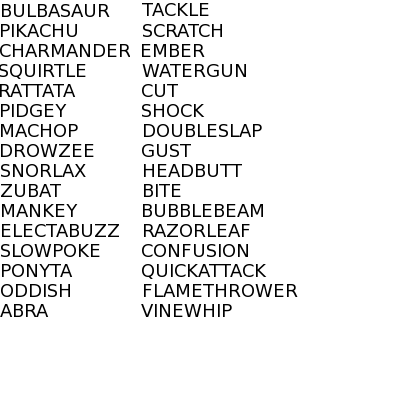 BULBASAUR TACKLE
PIKACHU SCRATCH
CHARMANDER EMBER
SQUIRTLE WATERGUN
RATTATA CUT
PIDGEY SHOCK
MACHOP DOUBLESLAP
DROWZEE GUST
SNORLAX HEADBUTT
ZUBAT BITE
MANKEY BUBBLEBEAM
ELECTABUZZ RAZORLEAF
SLOWPOKE CONFUSION
PONYTA QUICKATTACK
ODDISH FLAMETHROWER
ABRA VINEWHIP